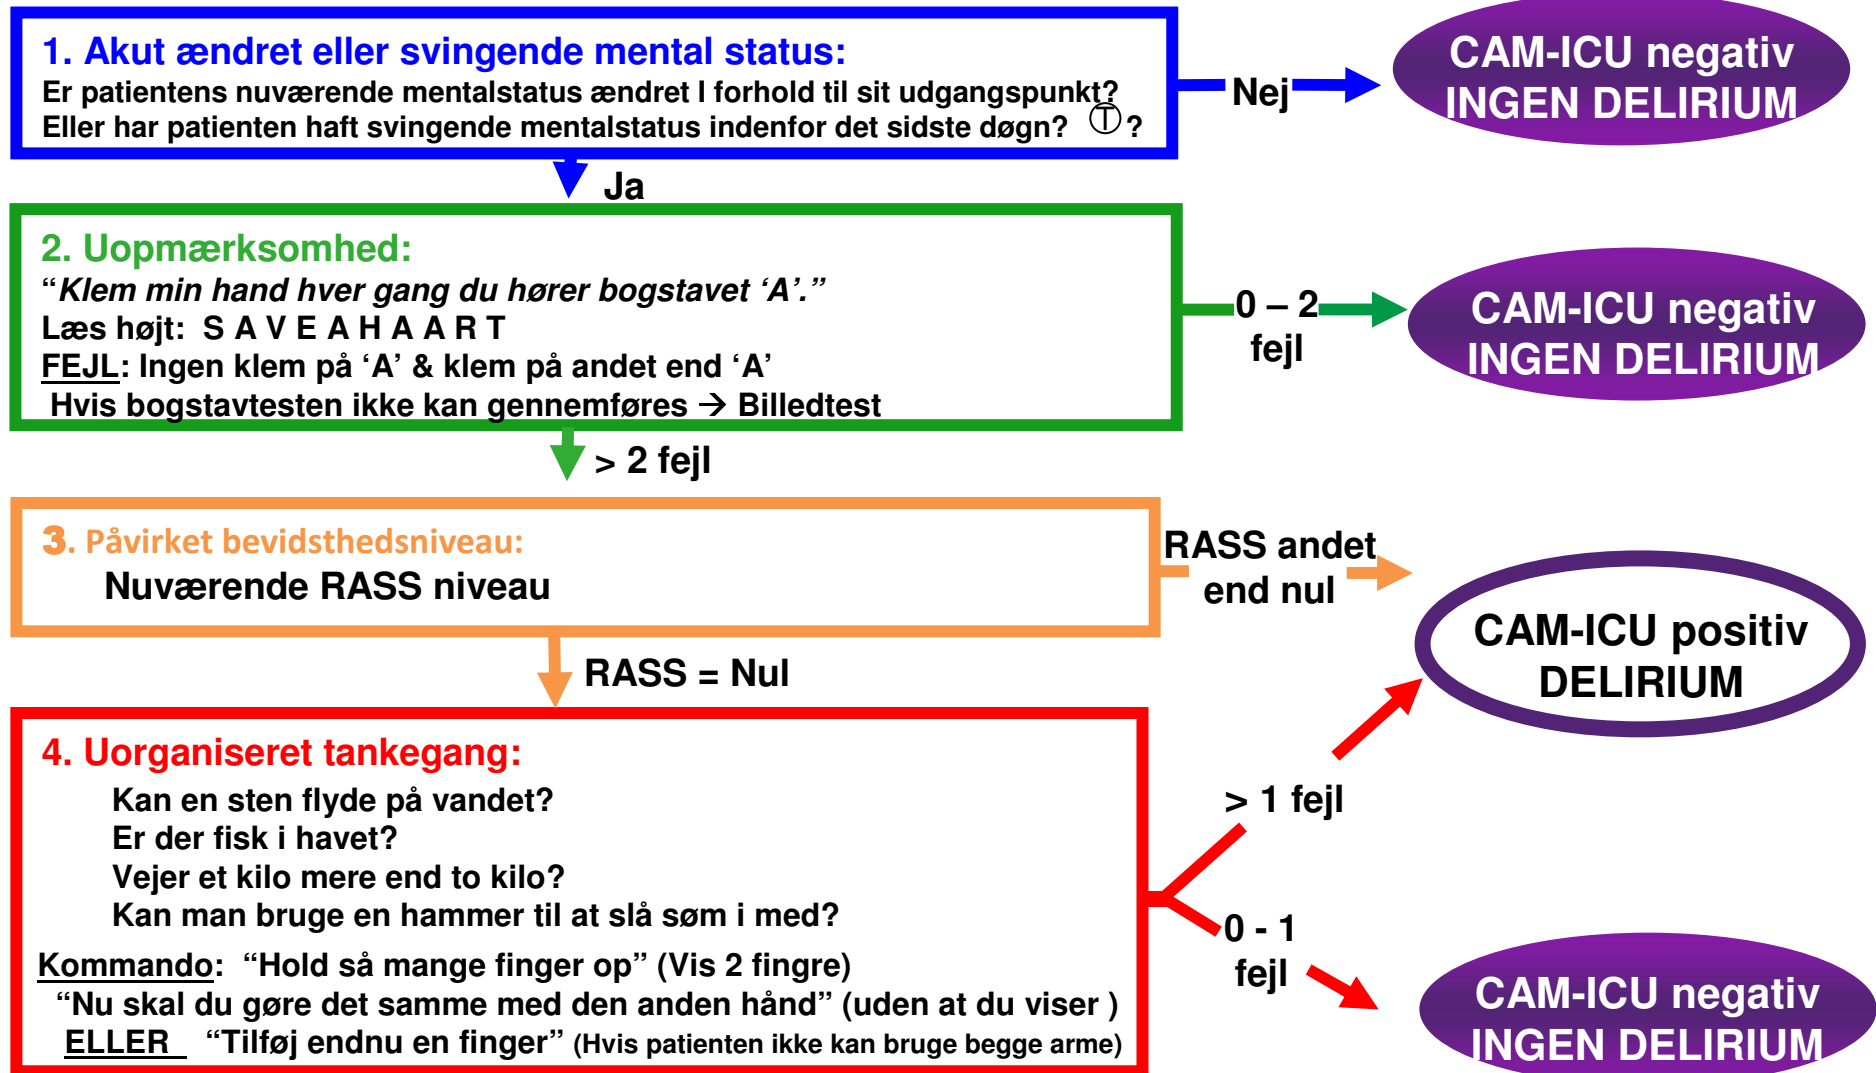 1. Akut ændret eller svingende mental status:
Er patientens nuværende mentalstatus ændret I forhold til sit udgangspunkt?
Eller har patienten haft svingende mentalstatus indenfor det sidste døgn? Ⓣ?
Nej
CAM-ICU negativ
INGEN DELIRIUM
Ja
2. Uopmærksomhed:
“Klem min hand hver gang du hører bogstavet ‘A’.”
Læs højt: S A V E A H A A R T
FEJL: Ingen klem på ‘A’ & klem på andet end ‘A’
Hvis bogstavtesten ikke kan gennemføres → Billedtest
0 – 2
fejl
CAM-ICU negativ
INGEN DELIRIUM
> 2 fejl
3. Påvirket bevidsthedsniveau:
Nuværende RASS niveau
RASS andet
end nul
CAM-ICU positiv
DELIRIUM
RASS = Nul
4. Uorganiseret tankegang:
Kan en sten flyde på vandet?
Er der fisk i havet?
Vejer et kilo mere end to kilo?
Kan man bruge en hammer til at slå søm i med?
Kommando: “Hold så mange finger op” (Vis 2 fingre)
“Nu skal du gøre det samme med den anden hånd” (uden at du viser )
ELLER “Tilføj endnu en finger” (Hvis patienten ikke kan bruge begge arme)
> 1 fejl
0 - 1
fejl
CAM-ICU negativ
INGEN DELIRIUM